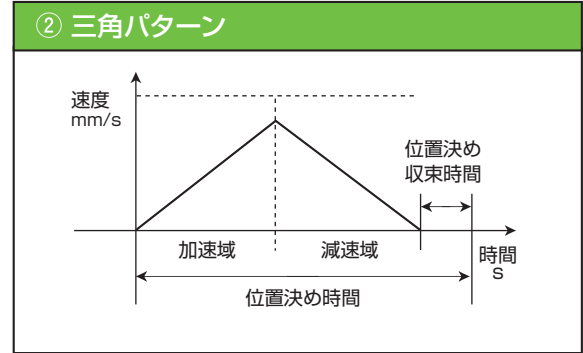 ② 三角パターン
速度
mm/s
位置決め
収束時間
加速域
減速域
時間
s
位置決め時間